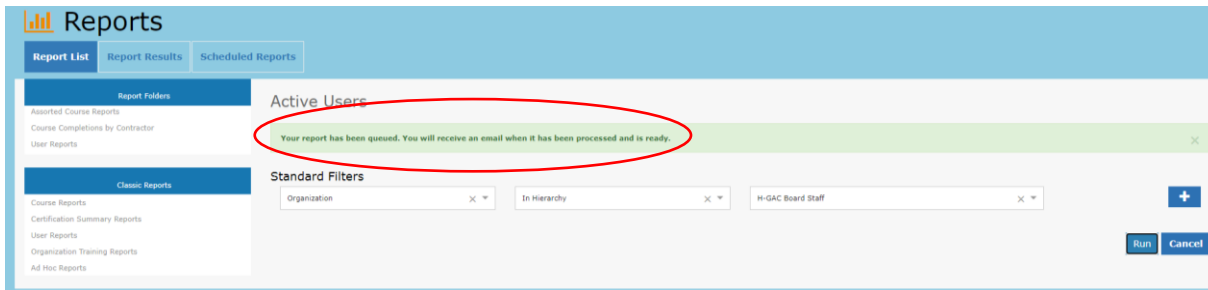 Reports
Report List Report Results Scheduled Reports
Report Folders
Assorted Course Reports
Course Completions by Contractor
User Reports
Classic Reports
Course Reports
Certification Summary Reports
User Reports
Organization Training Reports
Ad Hoc Reports
Active Users
Your report has been queued. You will receive an email when it has been processed and is ready. ×
Standard Filters
Organization × In Hierarchy × H-GAC Board Staff × +
Run Cancel